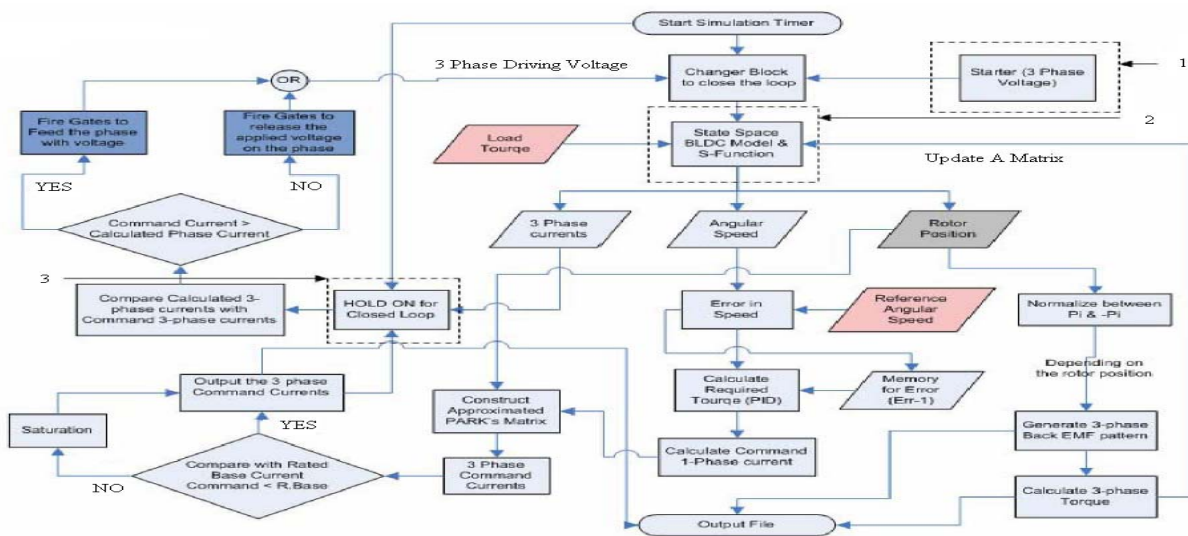 Start Simulation Timer
OR
3 Phase Driving Voltage
Changer Block
to close the loop
Starter (3 Phase
Voltage)
1
Fire Gates to
Feed the phase
with voltage
Fire Gates to
release the
applied voltage
on the phase
Load
Tourqe
State Space
BLDC Model &
S-Function
2
Update A Matrix
YES
NO
Command Current >
Calculated Phase Current
3 Phase
currents
Angular
Speed
Rotor
Position
3
Compare Calculated 3-
phase currents with
Command 3-phase currents
HOLD ON for
Closed Loop
Error in
Speed
Reference
Angular
Speed
Normalize between
Pi & -Pi
Depending on
the rotor position
Output the 3 phase
Command Currents
Construct
Approximated
PARK's Matrix
Calculate
Required
Tourqe (PID)
Memory
for Error
(Err-1)
Saturation
YES
Generate 3-phase
Back EMF pattern
Compare with Rated
Base Current
Command < R.Base
NO
3 Phase
Command
Currents
Calculate Command
1-Phase current
Calculate 3-phase
Torque
Output File